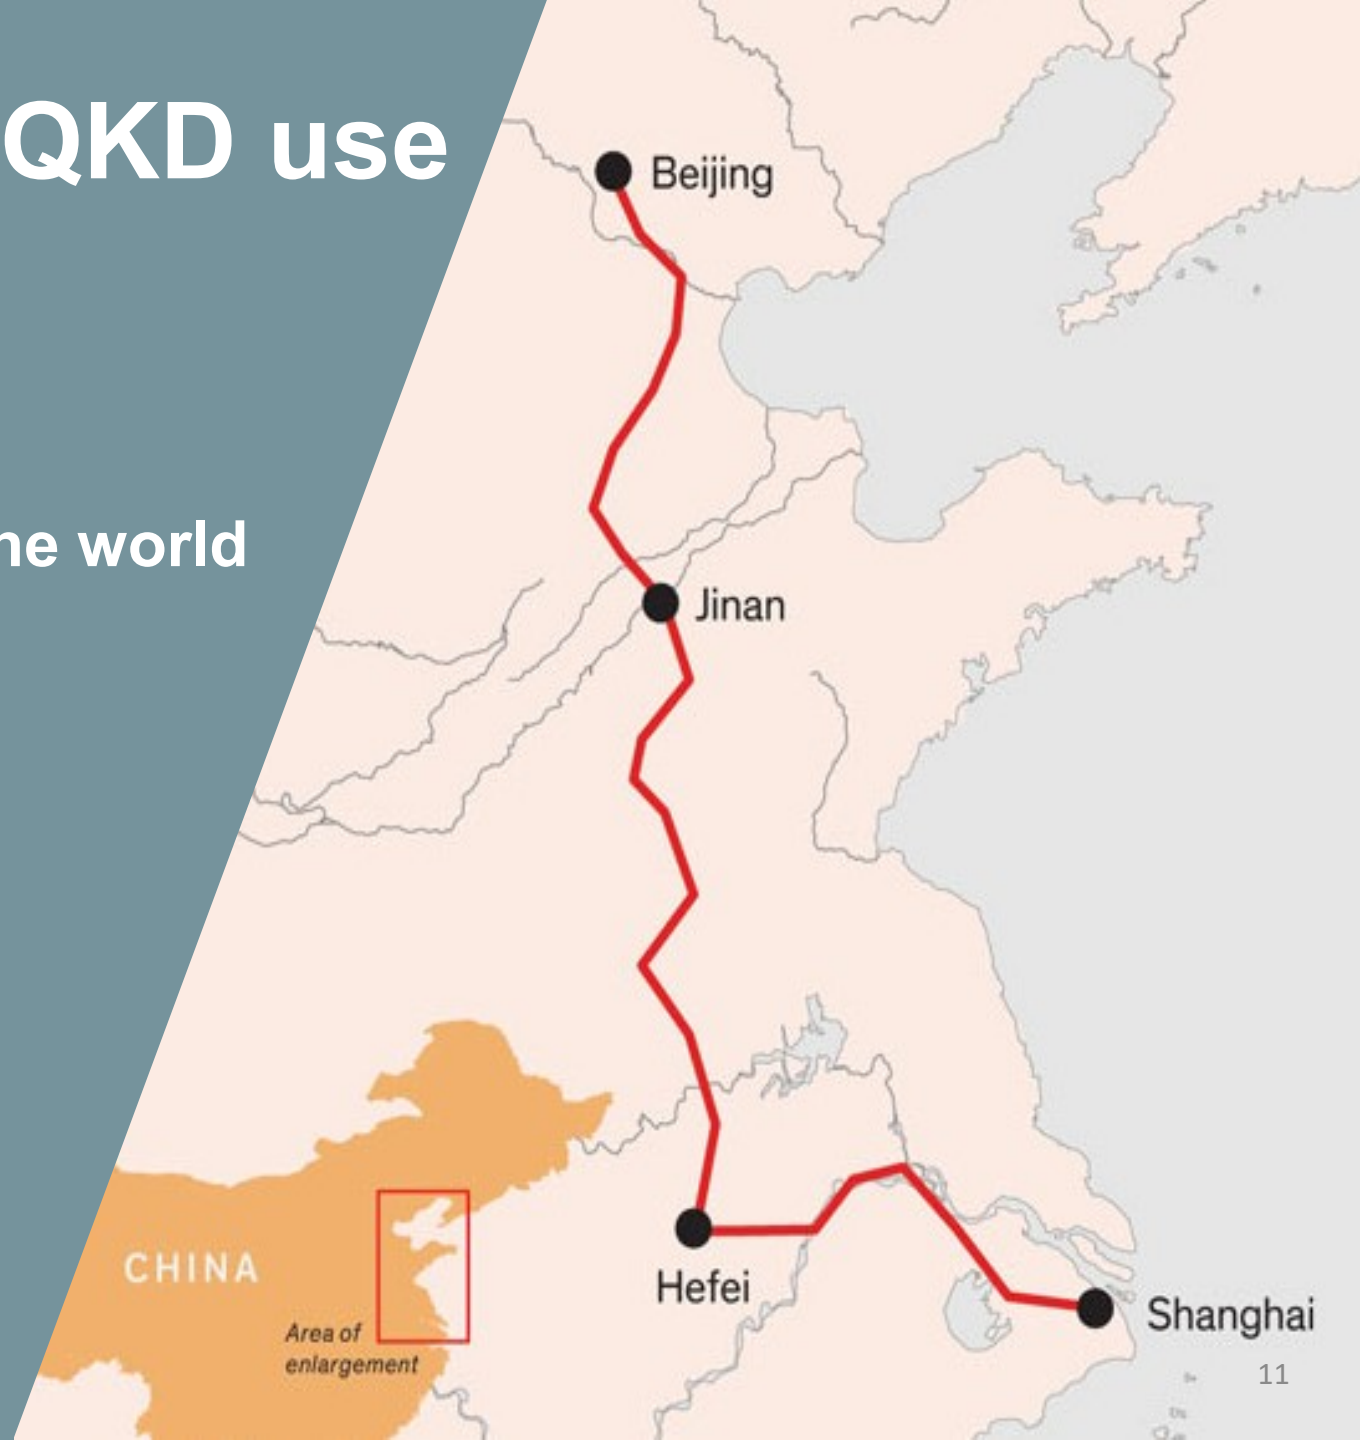 QKD use
Beijing
ne world
Jinan
CHINA
Area of
enlargement
Hefei
Shanghai
11